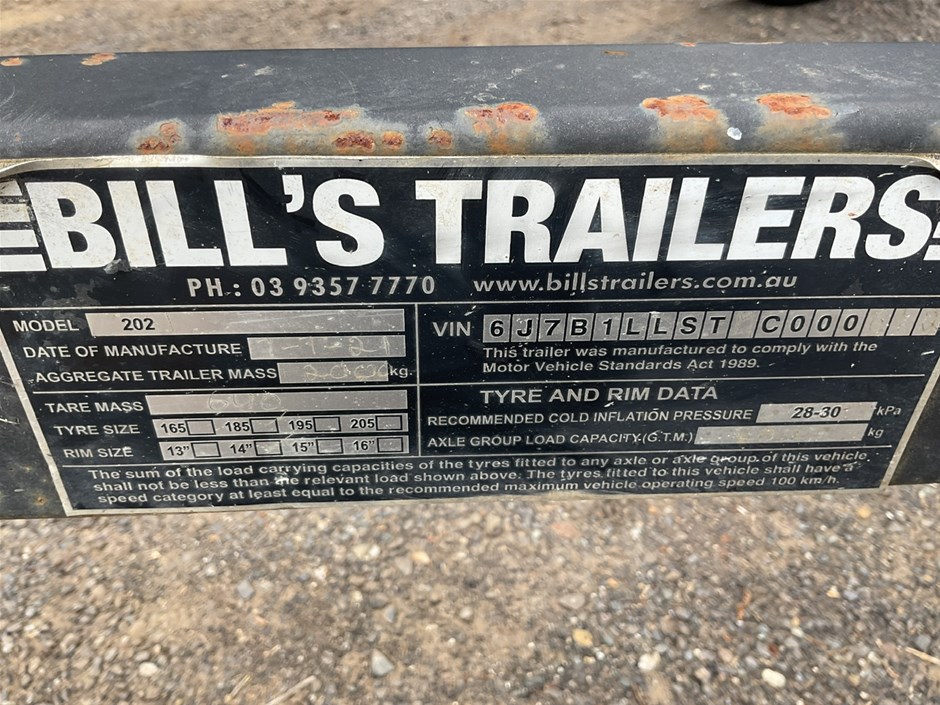 BILL'S TRAILERS
PH: 03 9357 7770 www.billstrailers.com.au
MODEL 202
DATE OF MANUFACTURE
AGGREGATE TRAILER MASS kg.
TARE MASS
TYRE SIZE 165 185 195 205
RIM SIZE 13" 14" 15" 16"
VIN 6J7B1LLST C000
This trailer was manufactured to comply with the
Motor Vehicle Standards Act 1989.
TYRE AND RIM DATA
RECOMMENDED COLD INFLATION PRESSURE 28-30 kPa
AXLE GROUP LOAD CAPACITY(G.T.M.) kg
The sum of the load carrying capacities of the tyres fitted to any axle or axle group of this vehicle
shall not be less than the relevant load shown above. The tyres fitted to this vehicle shall have a
speed category at least equal to the recommended maximum vehicle operating speed 100 km/h.